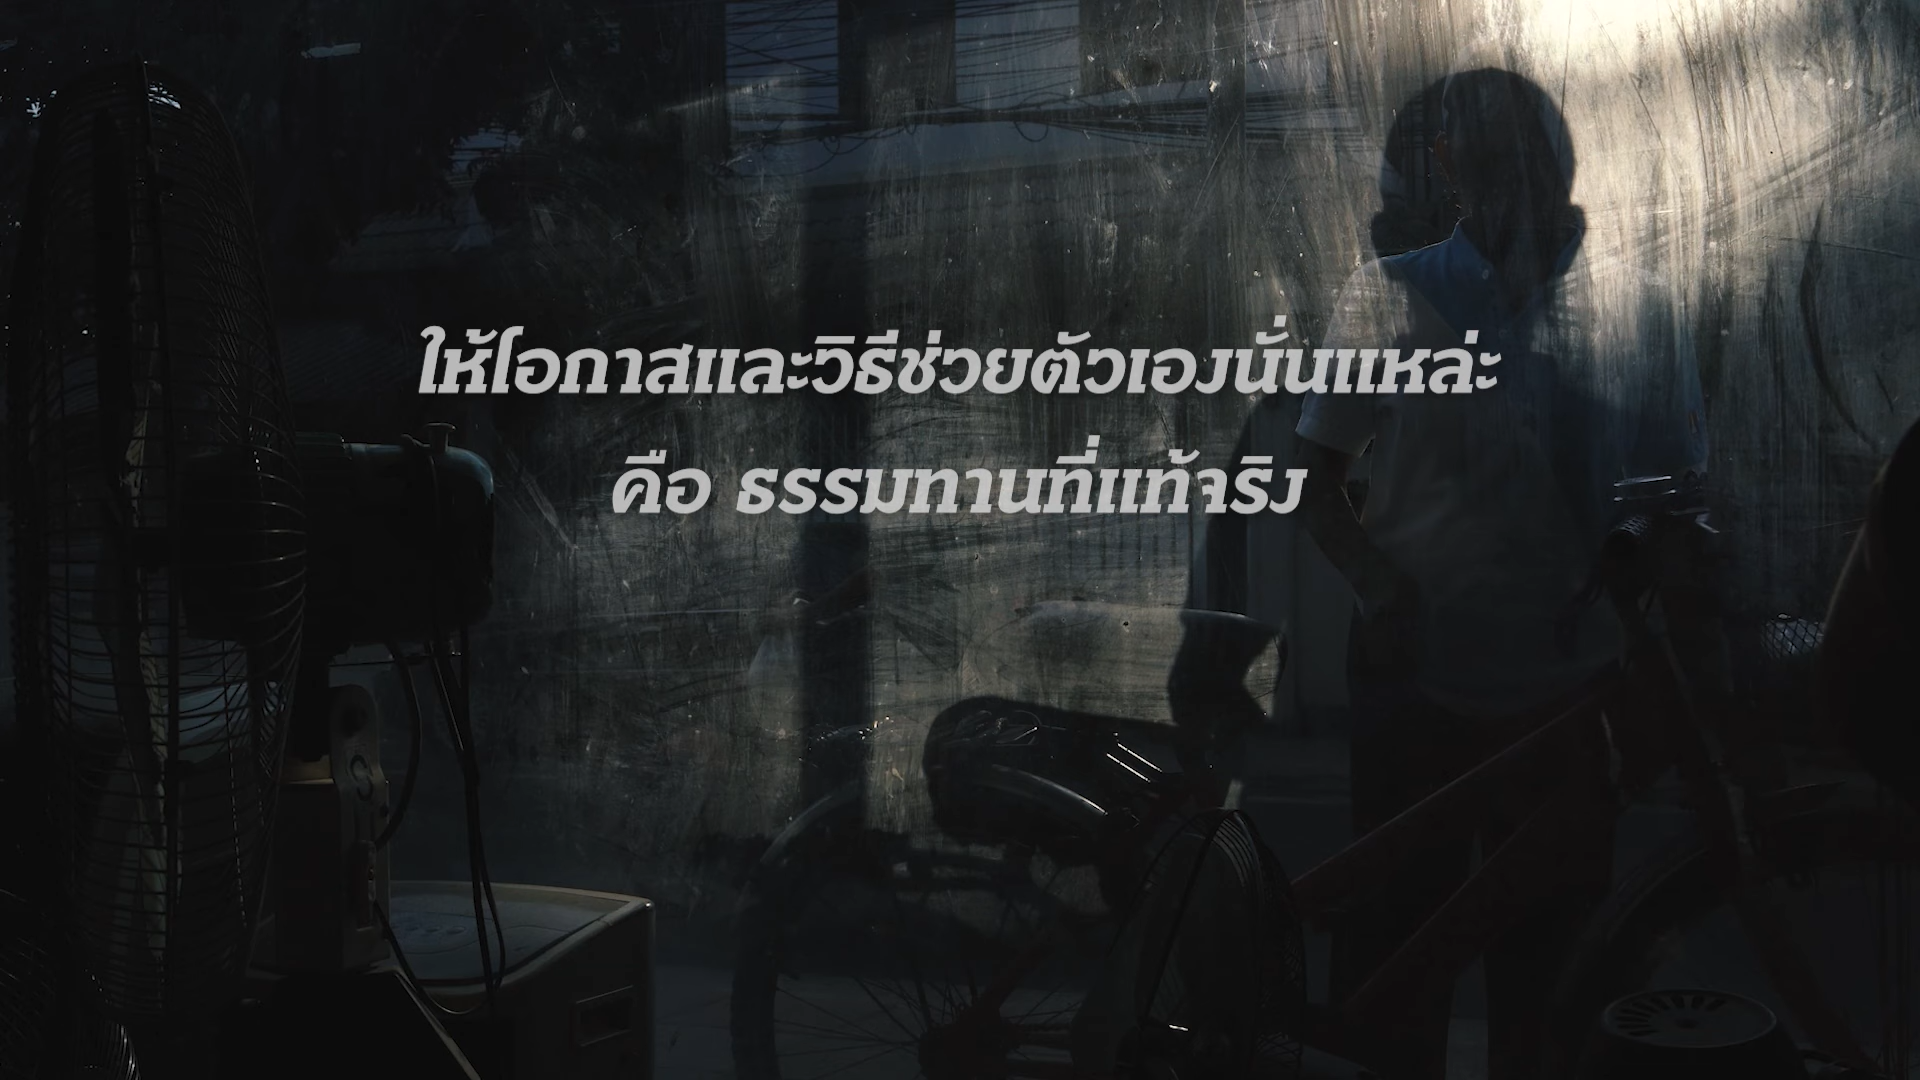 ให้โอกาสและวิธีช่วยตัวเองนั่นแหล่ะ
คือ ธรรมทานที่แท้จริง